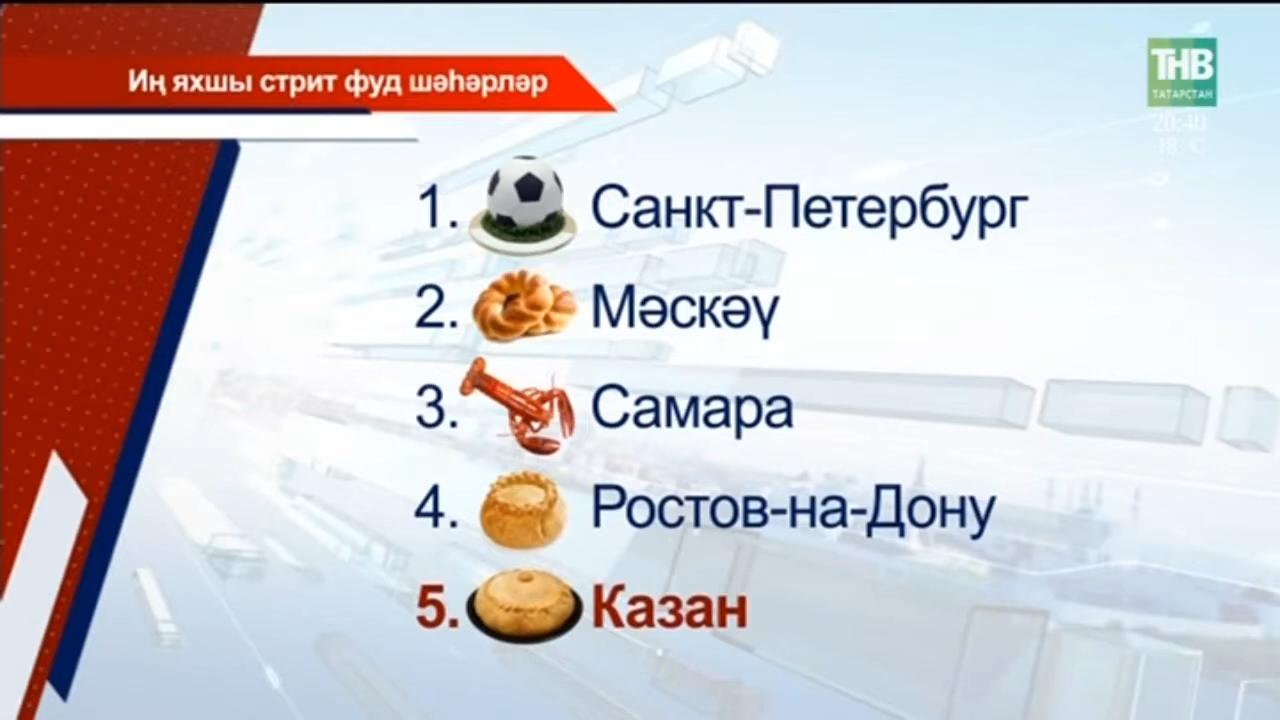 Иң яхшы стрит фуд шәһәрләр
ТНВ
ТАТАРСТАН
20:40
1. Санкт-Петербург
2. Мәскәү
3. Самара
4. Ростов-на-Дону
5. Казан